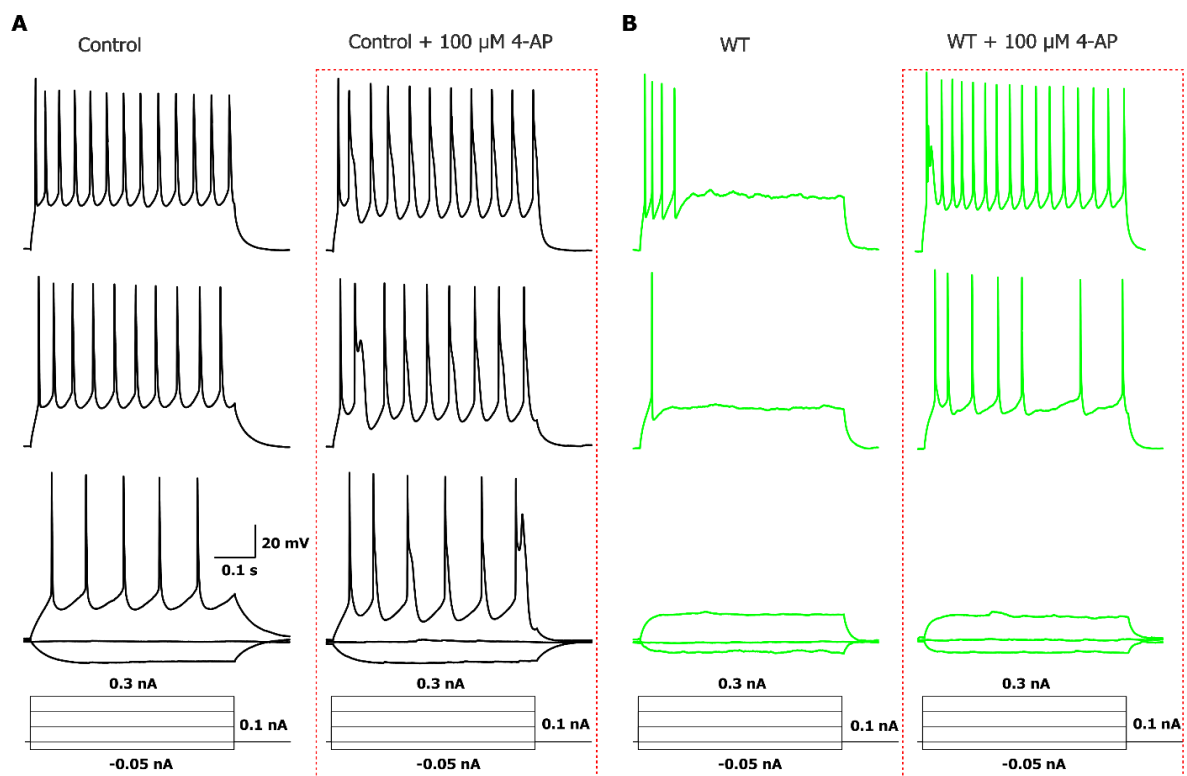 A
B
Control
Control + 100 µM 4-AP
WT
WT + 100 µM 4-AP
20 mV
0.1 s
0.3 nA
0.3 nA
0.3 nA
0.3 nA
0.1 nA
0.1 nA
0.1 nA
0.1 nA
-0.05 nA
-0.05 nA
-0.05 nA
-0.05 nA